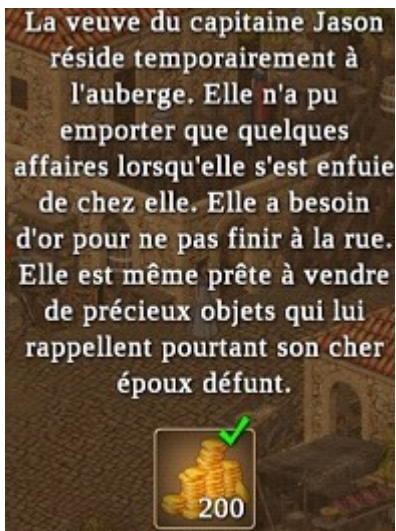 La veuve du capitaine Jason
réside temporairement à
l'auberge. Elle n'a pu
emporter que quelques
affaires lorsqu'elle s'est enfuie
de chez elle. Elle a besoin
d'or pour ne pas finir à la rue.
Elle est même prête à vendre
de précieux objets qui lui
rappellent pourtant son cher
époux défunt.
200